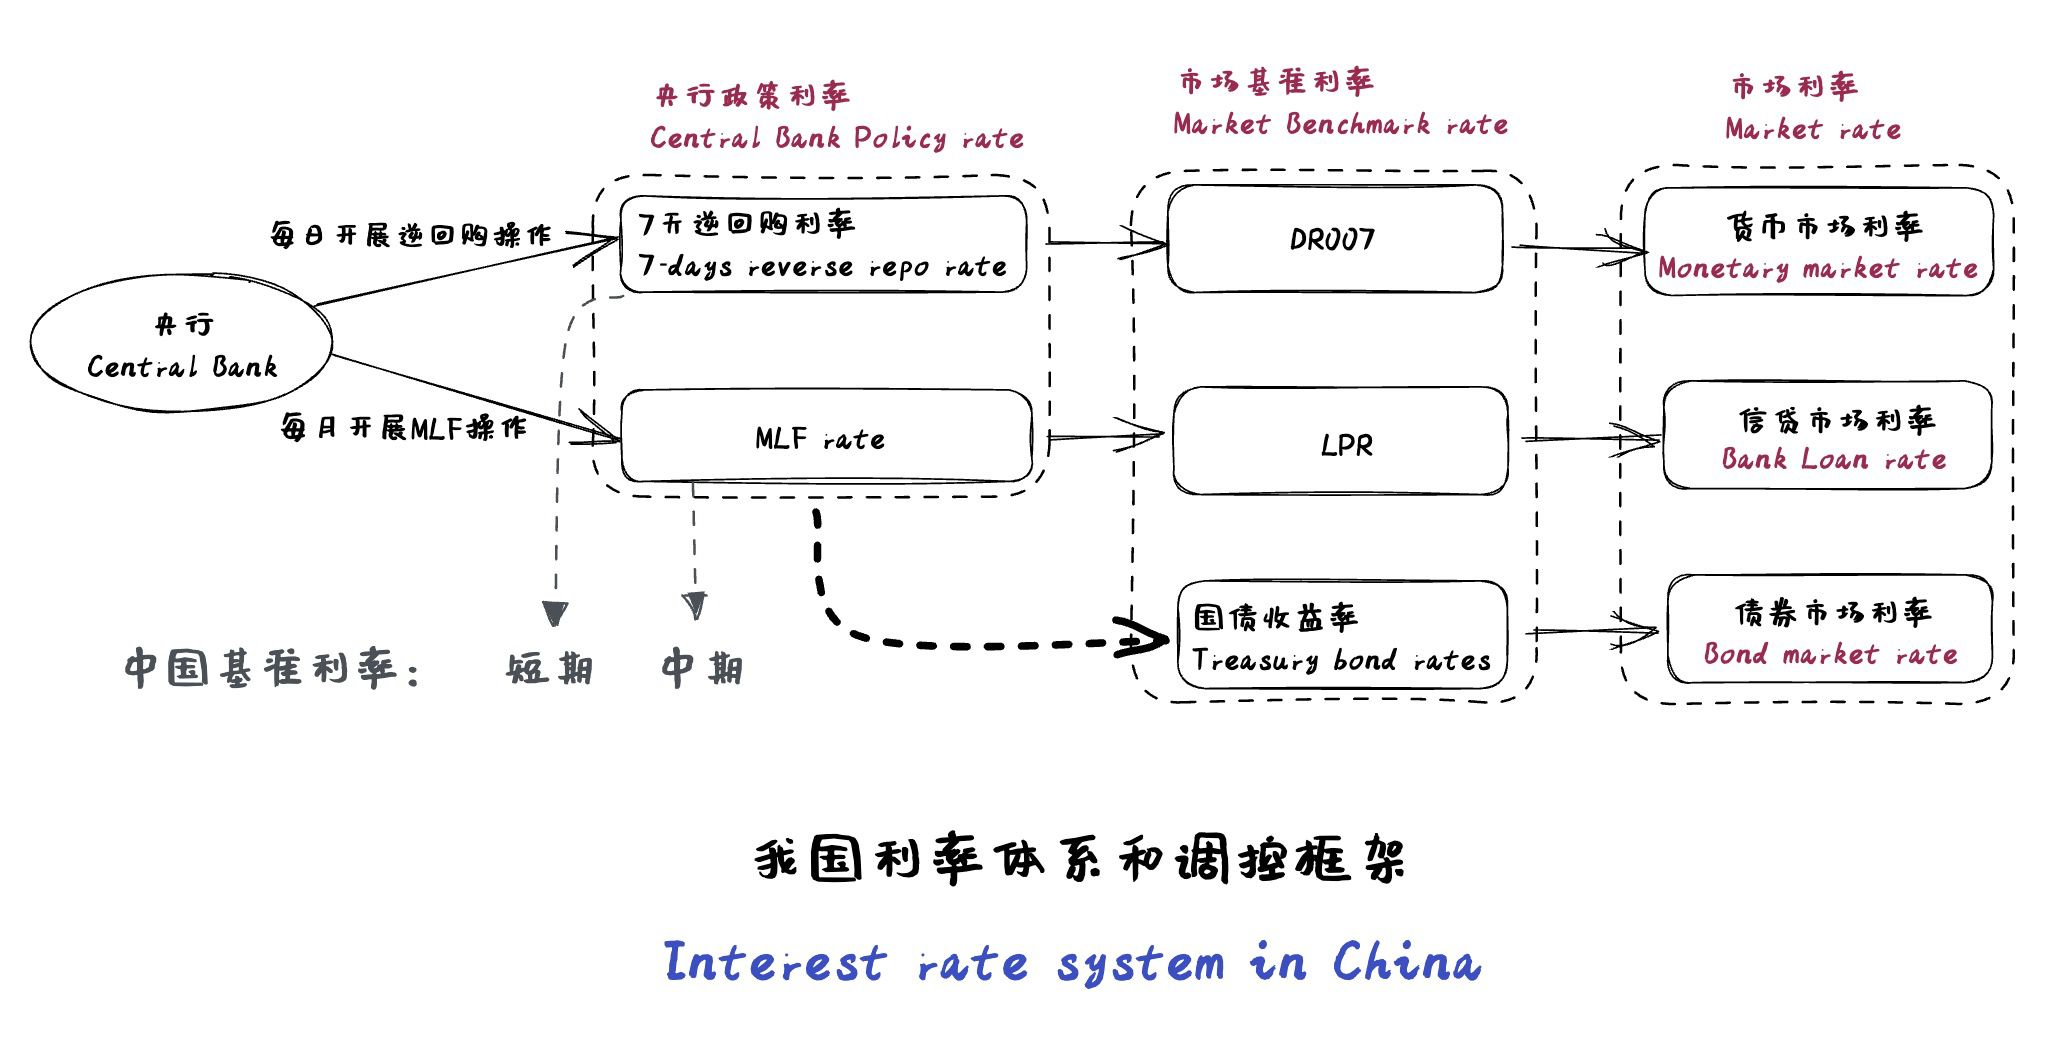 央行政策利率
Central Bank Policy rate
市场基准利率
Market Benchmark rate
市场利率
Market rate
每日开展逆回购操作
7天逆回购利率
7-days reverse repo rate
DR007
货币市场利率
Monetary market rate
央行
Central Bank
每月开展MLF操作
MLF rate
LPR
信贷市场利率
Bank Loan rate
国债收益率
Treasury bond rates
债券市场利率
Bond market rate
中国基准利率： 短期 中期
我国利率体系和调控框架
Interest rate system in China